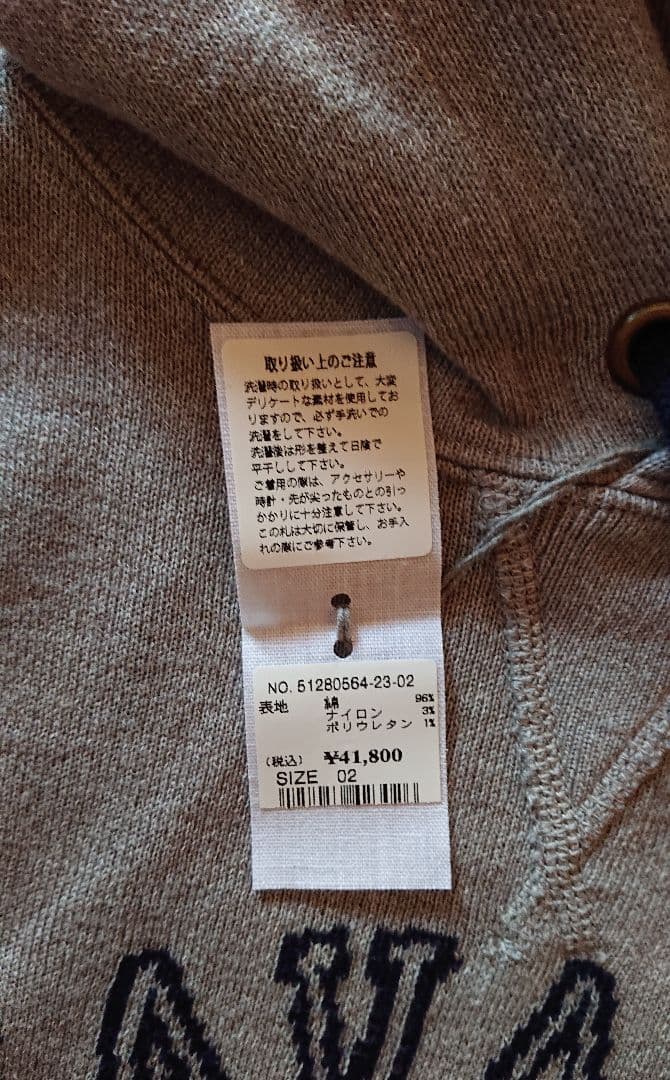 取り扱い上のご注意
洗濯時の取り扱いとして、大変
デリケートな素材を使用してお
りますので、必ず手洗いでの
洗濯をして下さい。
洗濯後は形を整えて日陰で
平干しして下さい。
ご着用の際は、アクセサリーや
時計・先が尖ったものとの引っ
かかりに十分注意して下さい。
この札は大切に保管し、お手入
れの際にご参考下さい。
NO. 51280564-23-02
表地 綿 96%
ナイロン 3%
ポリウレタン 1%
(税込) ¥41,800
SIZE 02
AVA